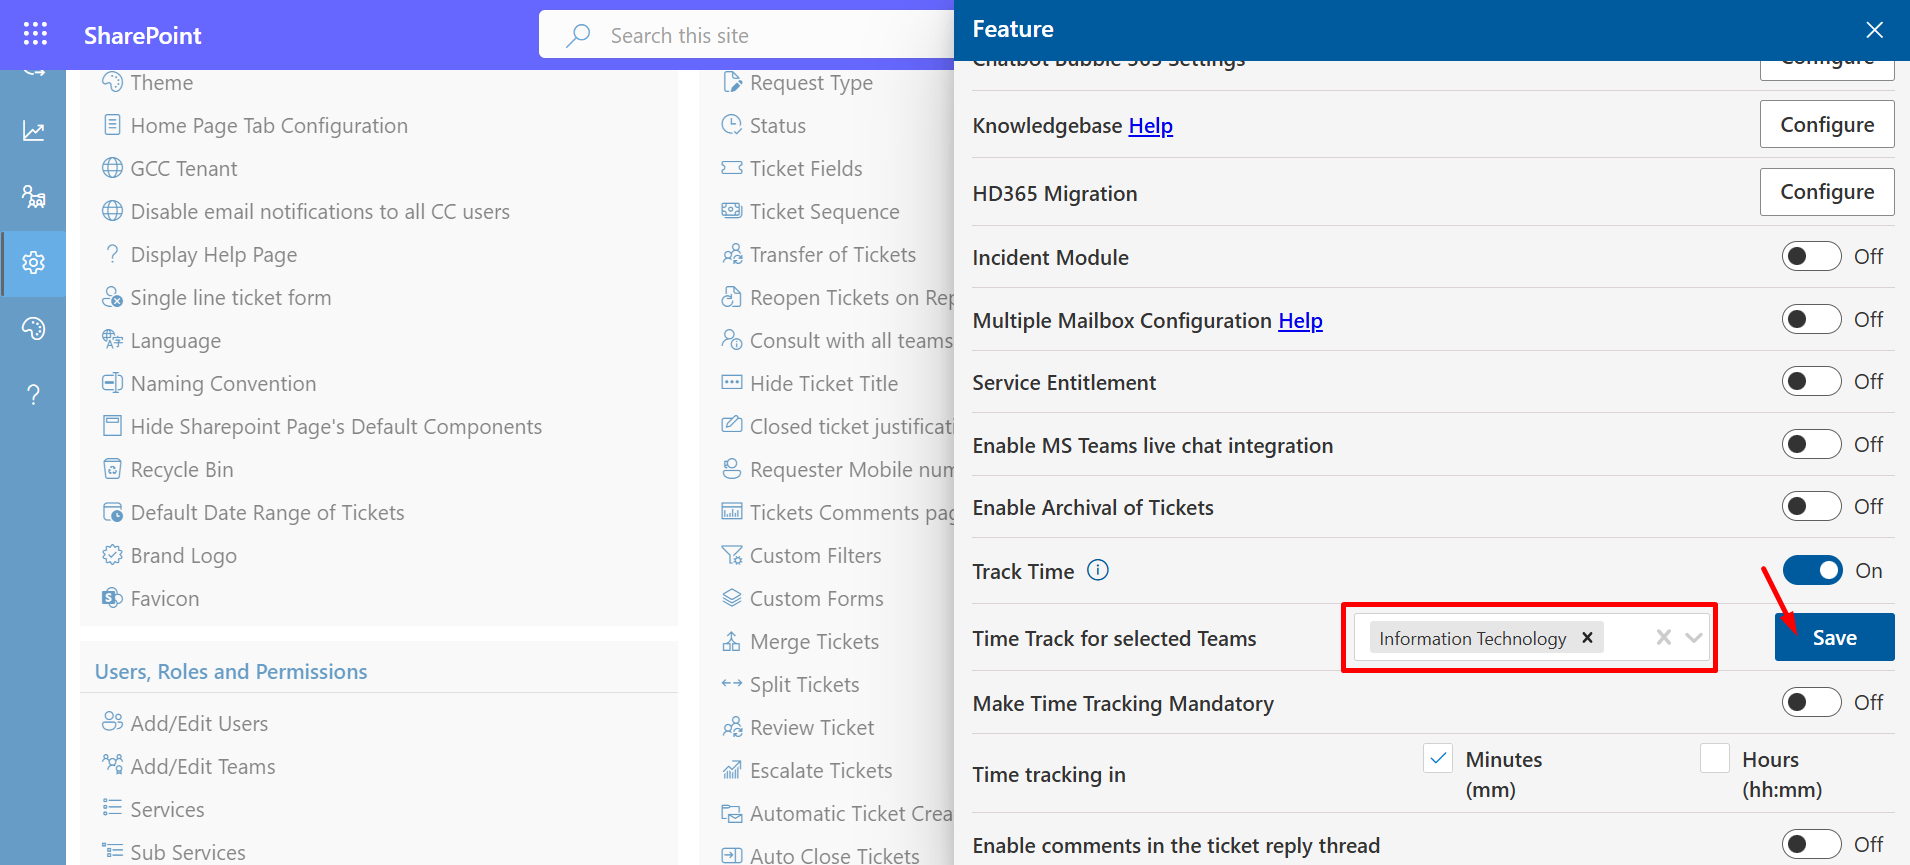 SharePoint
Search this site
Theme
Home Page Tab Configuration
GCC Tenant
Disable email notifications to all CC users
Display Help Page
Single line ticket form
Language
Naming Convention
Hide Sharepoint Page's Default Components
Recycle Bin
Default Date Range of Tickets
Brand Logo
Favicon
Users, Roles and Permissions
Add/Edit Users
Add/Edit Teams
Services
Sub Services
Request Type
Status
Ticket Fields
Ticket Sequence
Transfer of Tickets
Reopen Tickets on Rep
Consult with all teams
Hide Ticket Title
Closed ticket justificati
Requester Mobile num
Tickets Comments pag
Custom Filters
Custom Forms
Merge Tickets
Split Tickets
Review Ticket
Escalate Tickets
Automatic Ticket Crea
Auto Close Tickets
Feature
Chatbot Bubble 365 Settings
Configure
Knowledgebase Help
Configure
HD365 Migration
Configure
Incident Module
Off
Multiple Mailbox Configuration Help
Off
Service Entitlement
Off
Enable MS Teams live chat integration
Off
Enable Archival of Tickets
Off
Track Time
On
Time Track for selected Teams
Information Technology
Save
Make Time Tracking Mandatory
Off
Time tracking in
Minutes
(mm)
Hours
(hh:mm)
Enable comments in the ticket reply thread
Off